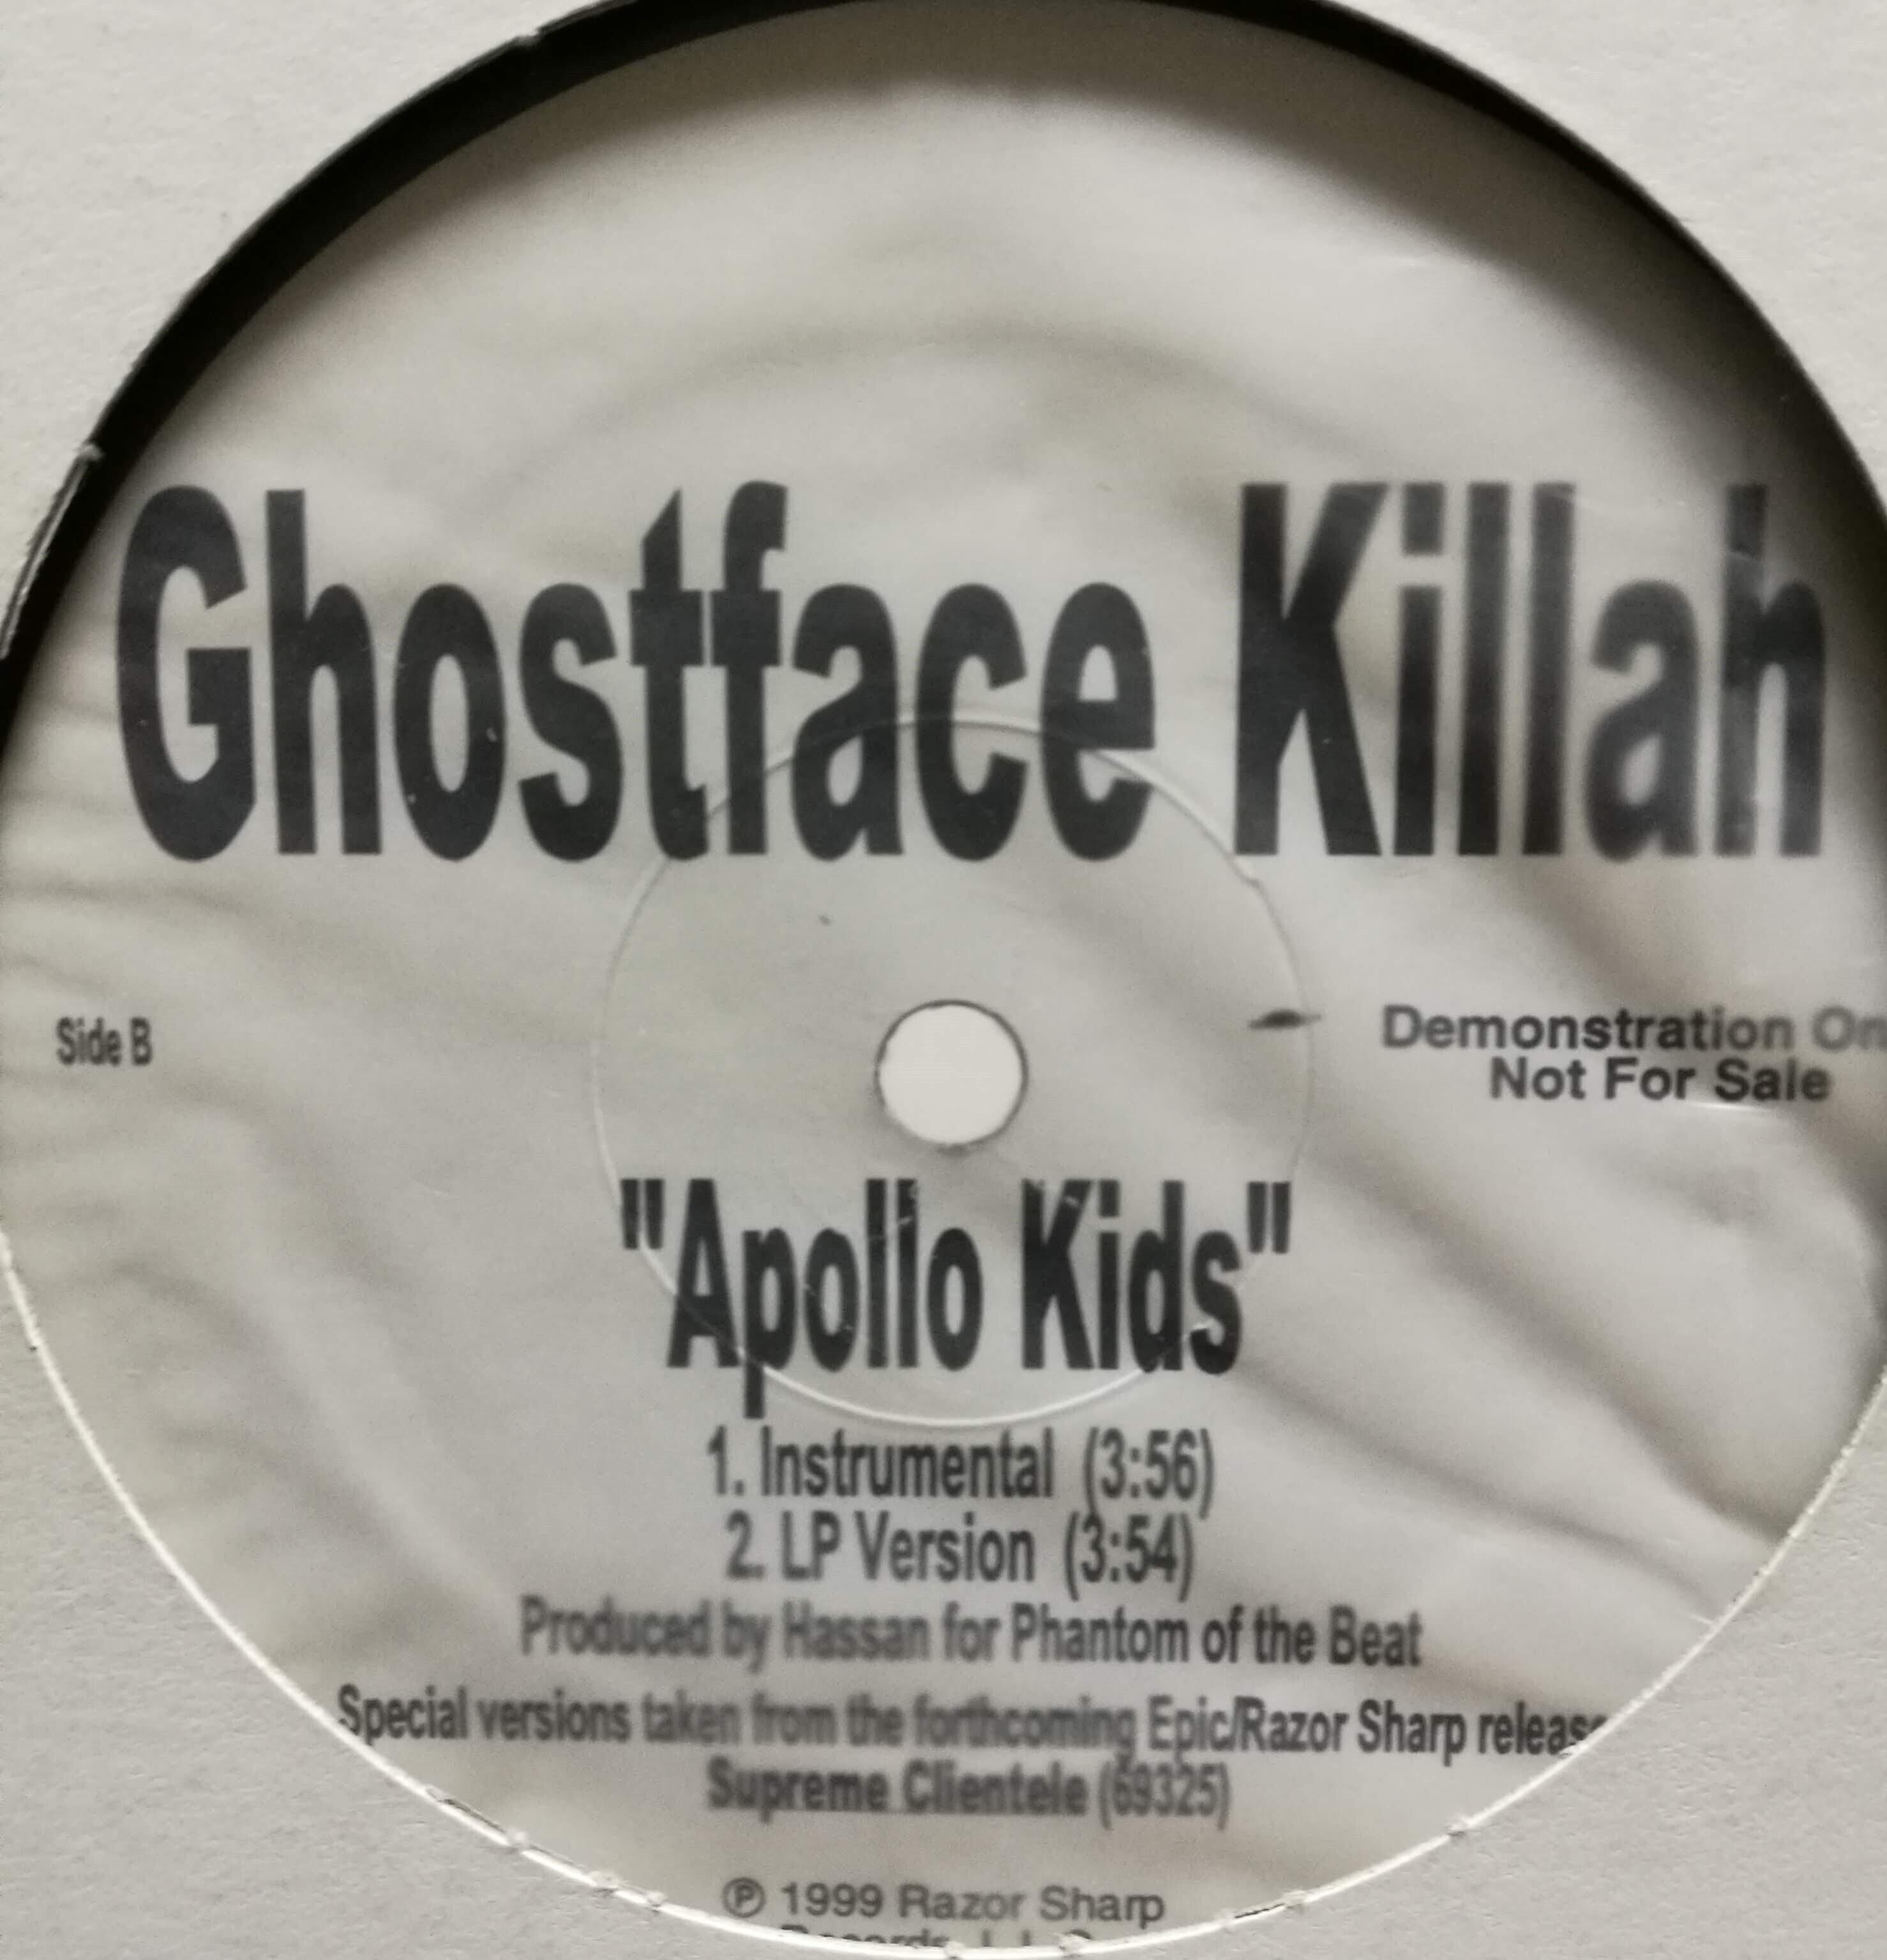 Ghostface Killah
Side B
Demonstration On
Not For Sale
"Apollo Kids"
1. Instrumental (3:56)
2. LP Version (3:54)
Produced by Hassan for Phantom of the Beat
Special versions taken from the forthcoming Epic/Razor Sharp release
Supreme Clientele (69325)
℗ 1999 Razor Sharp
Records, L.L.C.